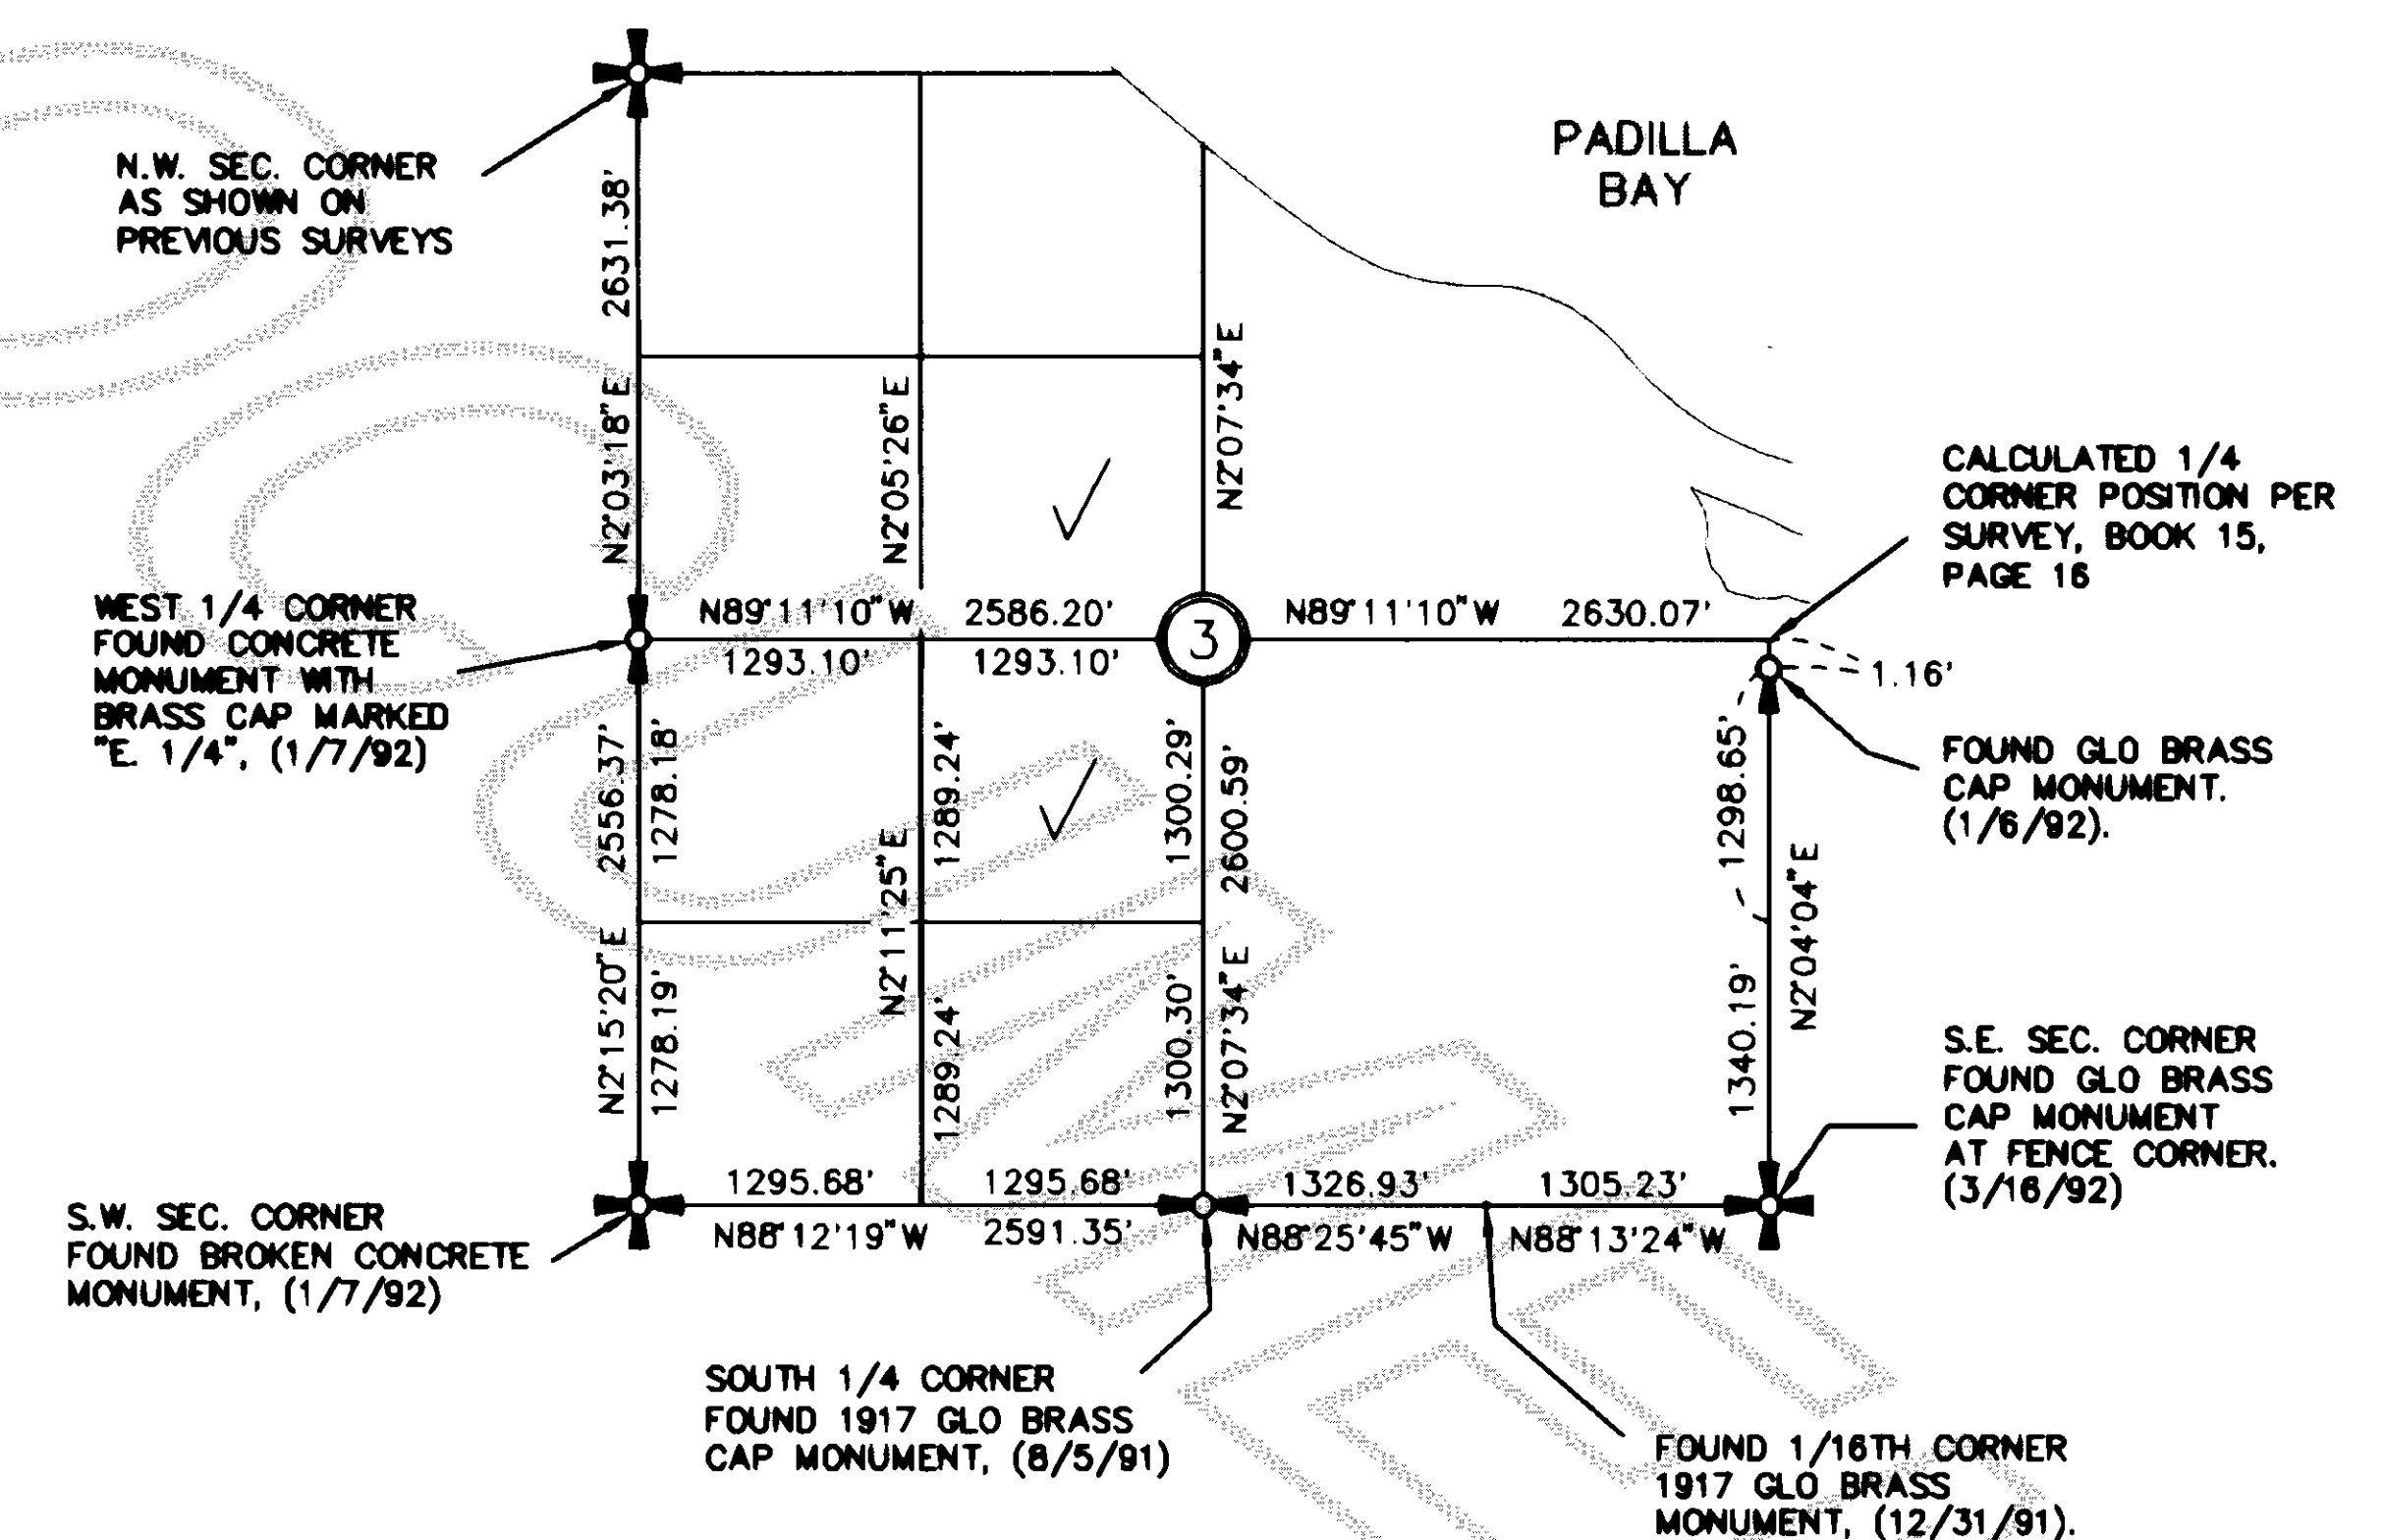 PADILLA
BAY
N.W. SEC. CORNER
AS SHOWN ON
PREVIOUS SURVEYS
2631.38'
N2°03'18"E
N2°05'26"E
N2°07'34"E
CALCULATED 1/4
CORNER POSITION PER
SURVEY, BOOK 15,
PAGE 16
WEST 1/4 CORNER
FOUND CONCRETE
MONUMENT WITH
BRASS CAP MARKED
"E. 1/4", (1/7/92)
N89°11'10"W 2586.20'
1293.10' 1293.10'
3
N89°11'10"W 2630.07'
1.16'
FOUND GLO BRASS
CAP MONUMENT.
(1/6/92).
2556.37'
1278.18'
N2°15'20"E
1278.19'
1289.24'
N2°11'25"E
1289.24'
1300.29'
2600.59'
1300.30'
N2°07'34"E
1298.65'
N2°04'04"E
1340.19'
S.E. SEC. CORNER
FOUND GLO BRASS
CAP MONUMENT
AT FENCE CORNER.
(3/16/92)
1295.68' 1295.68' 1326.93' 1305.23'
N88°12'19"W 2591.35' N88°25'45"W N88°13'24"W
S.W. SEC. CORNER
FOUND BROKEN CONCRETE
MONUMENT, (1/7/92)
SOUTH 1/4 CORNER
FOUND 1917 GLO BRASS
CAP MONUMENT, (8/5/91)
FOUND 1/16TH CORNER
1917 GLO BRASS
MONUMENT, (12/31/91).